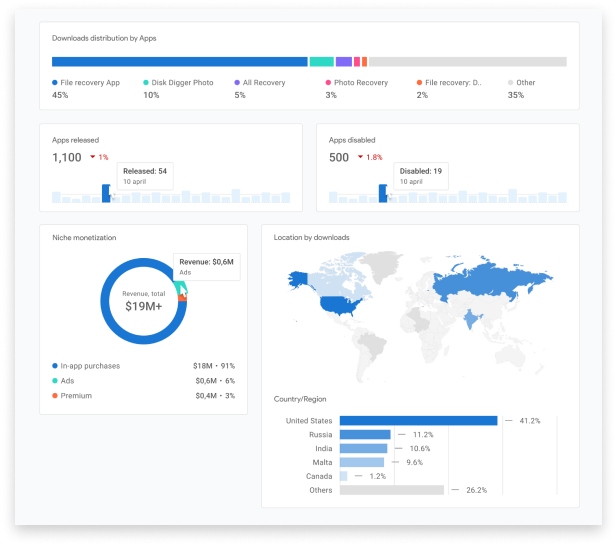 Downloads distribution by Apps
File recovery App
Disk Digger Photo
All Recovery
Photo Recovery
File recovery: D..
Other
45%
10%
5%
3%
2%
35%
Apps released
1,100
1%
Released: 54
10 april
Apps disabled
500
1.8%
Disabled: 19
10 april
Niche monetization
Revenue: $0,6M
Ads
Revenue, total
$19M+
In-app purchases $18M • 91%
Ads $0,6M • 6%
Premium $0,4M • 3%
Location by downloads
Country/Region
United States 41.2%
Russia 11.2%
India 10.6%
Malta 9.6%
Canada 1.2%
Others 26.2%